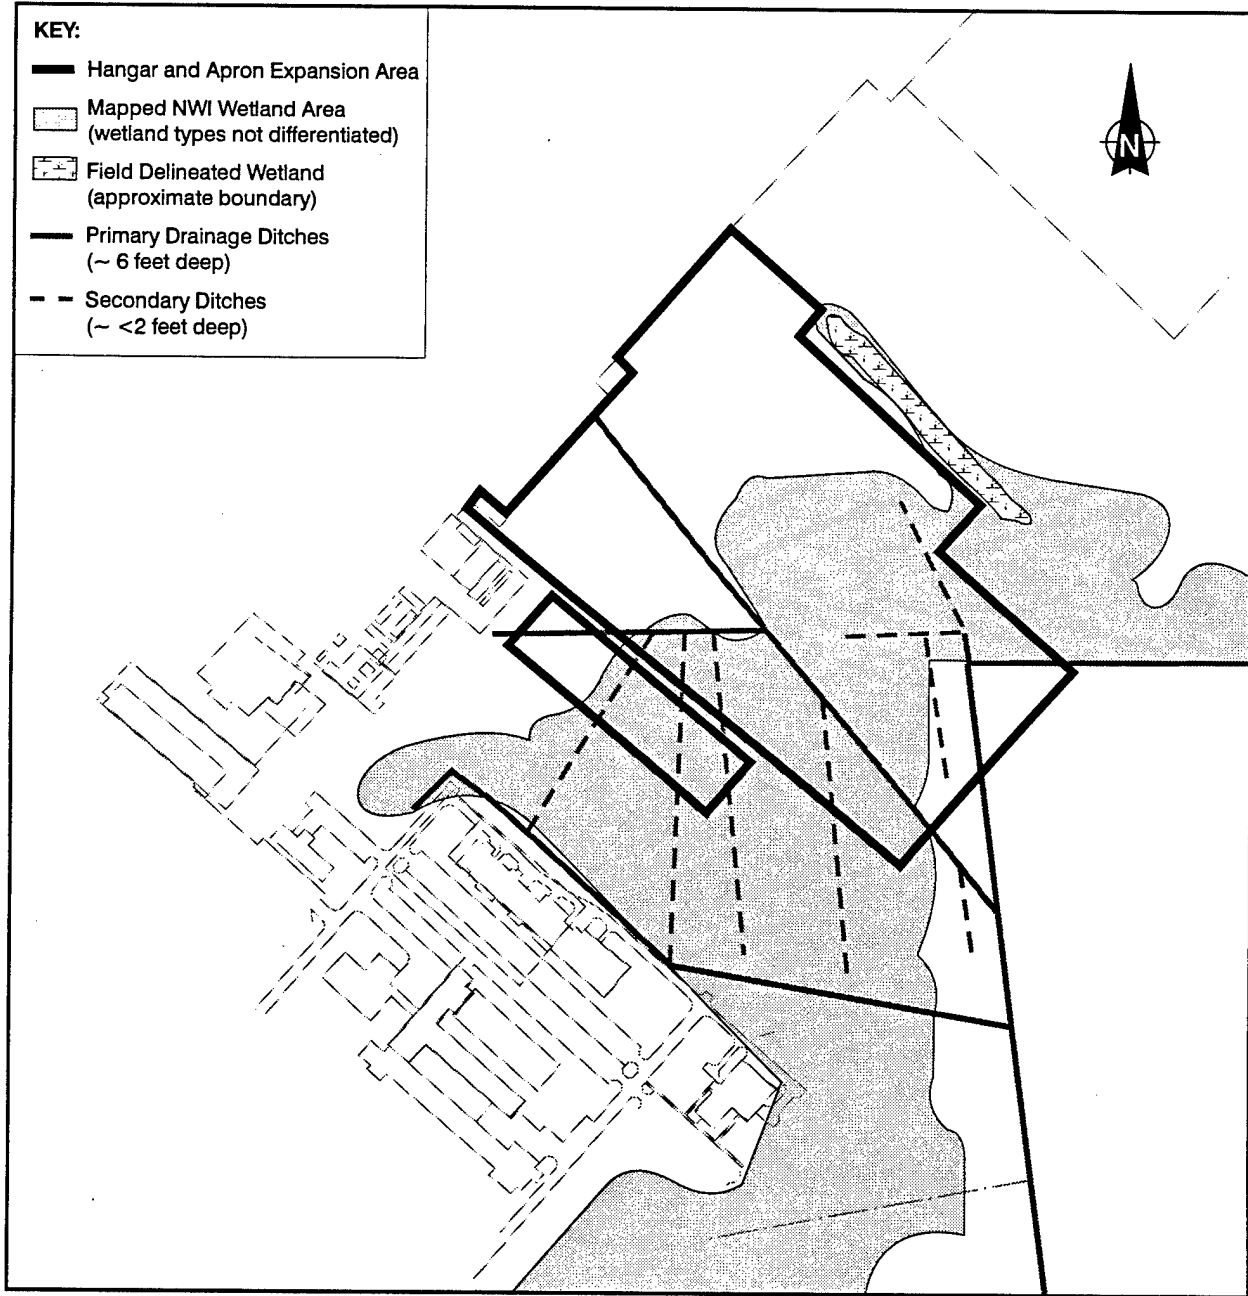 KEY:
Hangar and Apron Expansion Area
Mapped NWI Wetland Area
(wetland types not differentiated)
Field Delineated Wetland
(approximate boundary)
Primary Drainage Ditches
(~ 6 feet deep)
Secondary Ditches
(~ <2 feet deep)
N